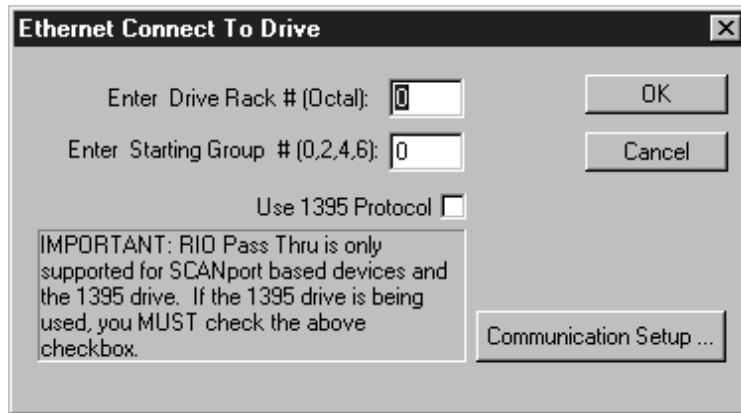 Ethernet Connect To Drive
Enter Drive Rack # (Octal): 0
OK
Enter Starting Group # (0,2,4,6): 0
Cancel
Use 1395 Protocol
IMPORTANT: RIO Pass Thru is only
supported for SCANport based devices and
the 1395 drive. If the 1395 drive is being
used, you MUST check the above
checkbox.
Communication Setup ...